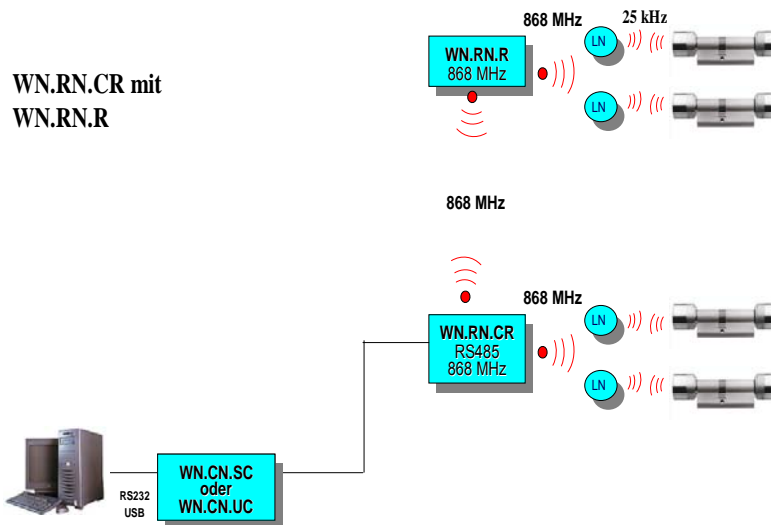 WN.RN.CR mit
WN.RN.R
WN.RN.R
868 MHz
868 MHz
25 kHz
LN
LN
868 MHz
WN.RN.CR
RS485
868 MHz
868 MHz
LN
LN
RS232
USB
WN.CN.SC
oder
WN.CN.UC